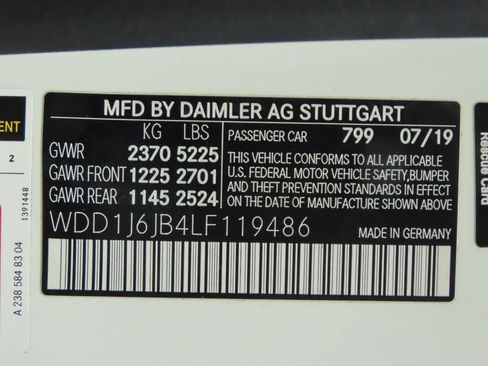 MFD BY DAIMLER AG STUTTGART
KG LBS
PASSENGER CAR 799 07/19
GVWR 2370 5225
GAWR FRONT 1225 2701
GAWR REAR 1145 2524
THIS VEHICLE CONFORMS TO ALL APPLICABLE
U.S. FEDERAL MOTOR VEHICLE SAFETY,BUMPER
AND THEFT PREVENTION STANDARDS IN EFFECT
ON THE DATE OF MANUFACTURE SHOWN ABOVE.
WDD1J6JB4LF119486
MADE IN GERMANY
ENT
2
1391448
A 238 584 83 04
Rescue Card